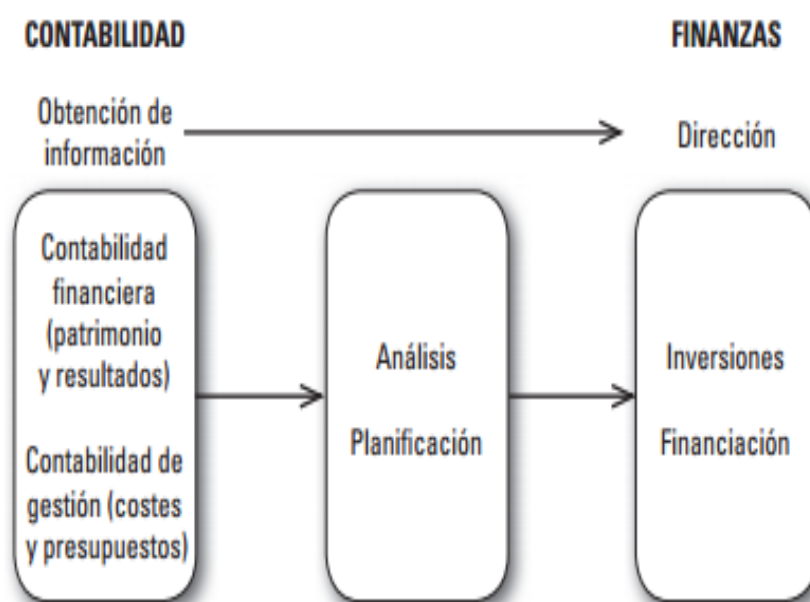 CONTABILIDAD
FINANZAS
Obtención de
información
Dirección
Contabilidad
financiera
(patrimonio
y resultados)
Contabilidad de
gestión (costes
y presupuestos)
Análisis
Planificación
Inversiones
Financiación